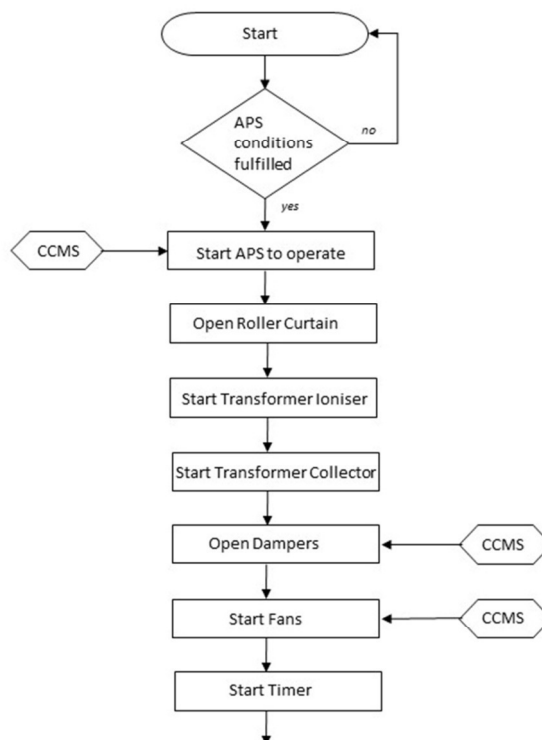 Start
APS
conditions
fulfilled
no
yes
CCMS
Start APS to operate
Open Roller Curtain
Start Transformer Ioniser
Start Transformer Collector
Open Dampers
CCMS
Start Fans
CCMS
Start Timer